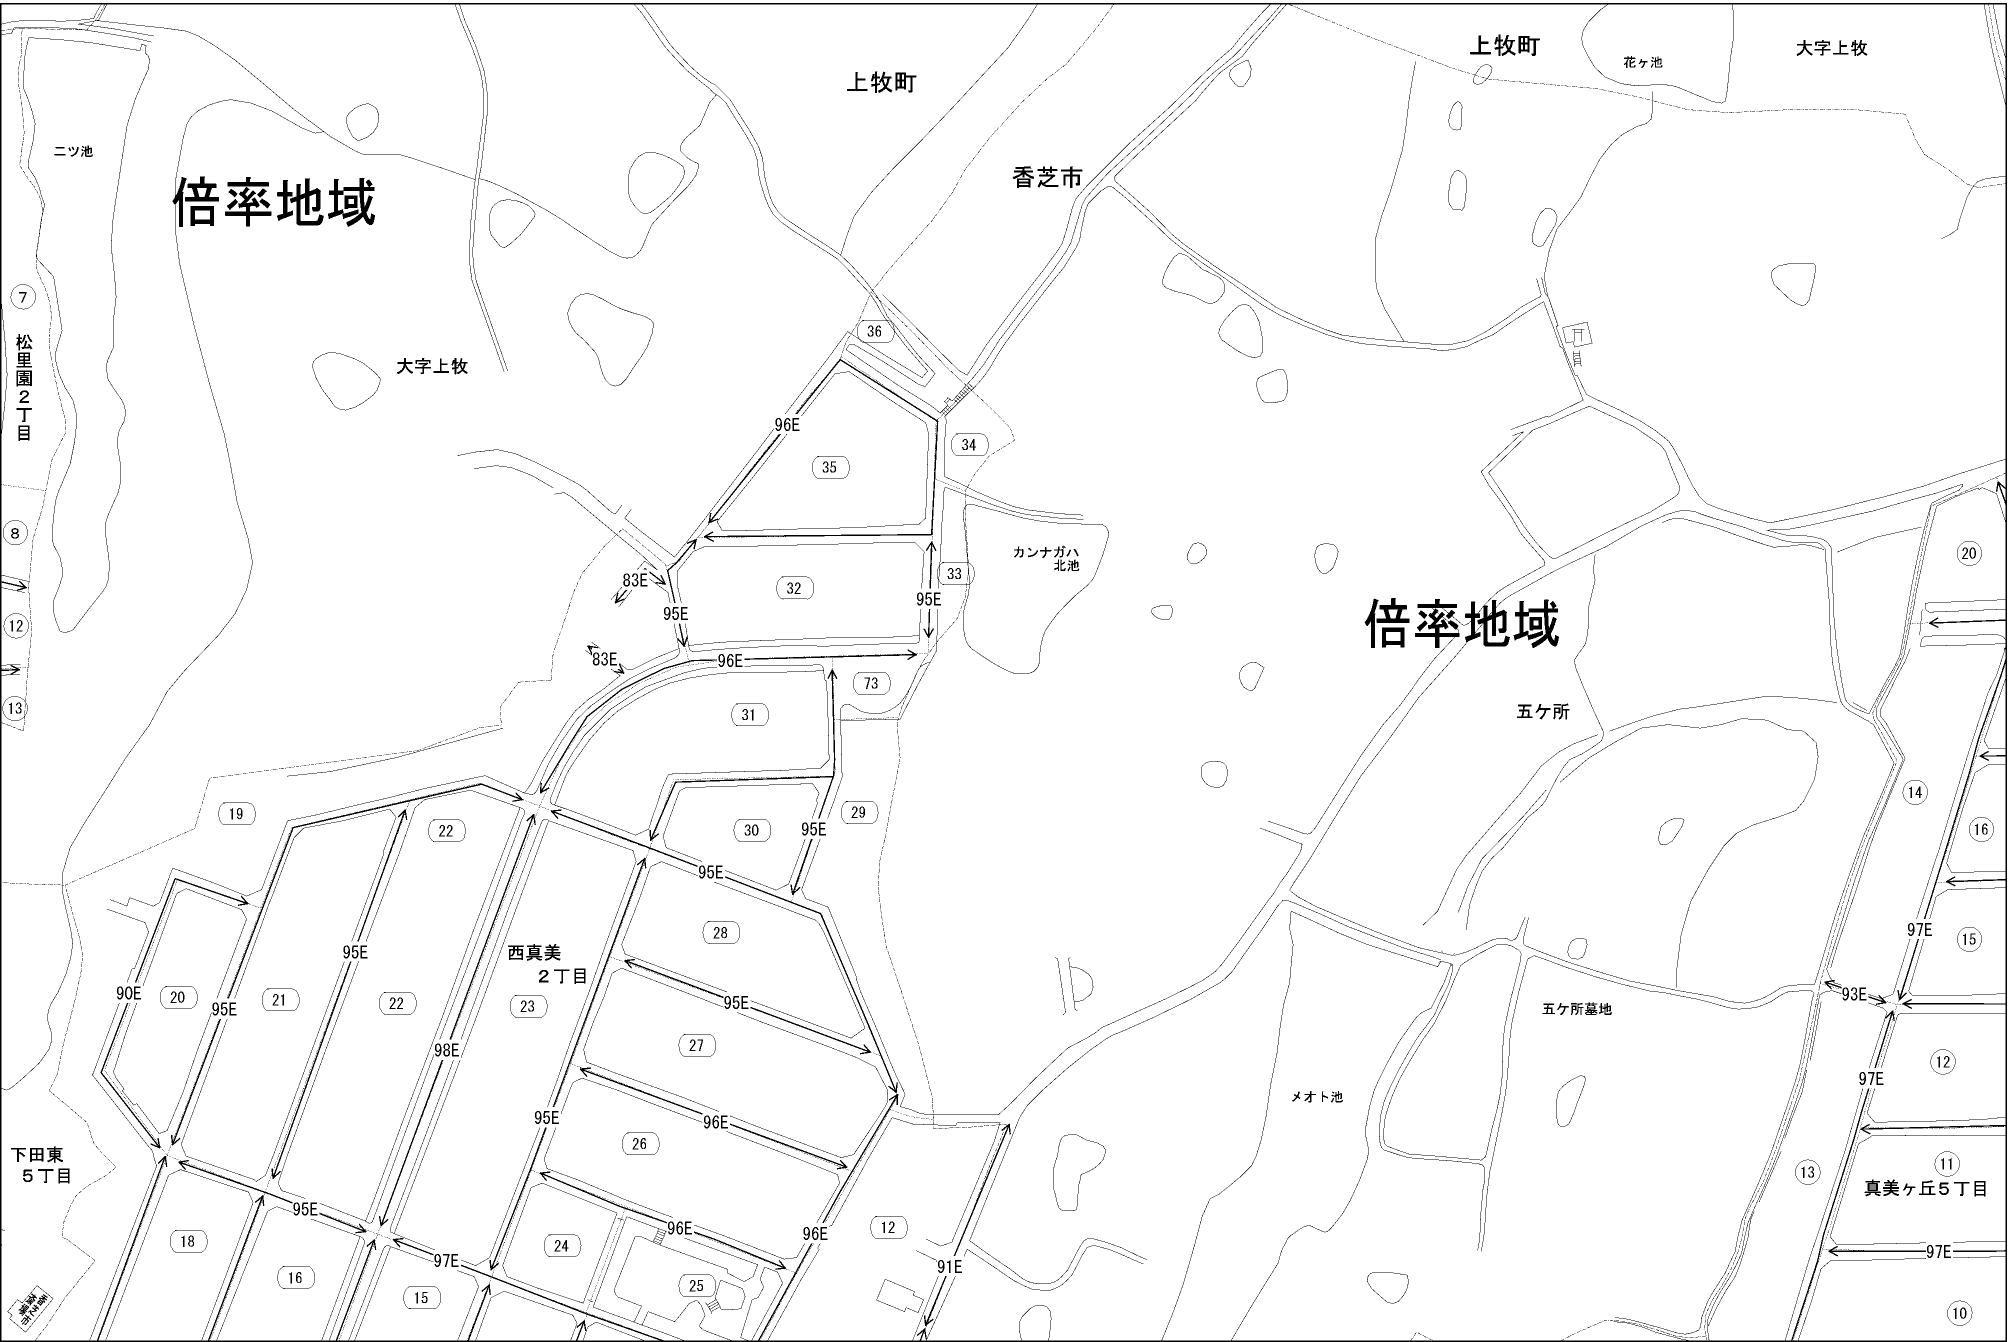 上牧町
上牧町
花ヶ池
大字上牧
二ツ池
香芝市
倍率地域
7
松里園2丁目
36
大字上牧
96E
35
34
8
カンナガハ
北池
20
83E
32
33
95E
95E
倍率地域
12
83E
96E
73
13
31
五ケ所
14
19
22
30
95E
29
16
95E
28
97E
15
西真美
2丁目
95E
90E
20
95E
21
22
23
95E
93E
五ケ所墓地
98E
27
12
97E
メオト池
95E
96E
26
下田東
5丁目
13
11
真美ヶ丘5丁目
95E
96E
96E
12
18
24
97E
97E
91E
16
25
15
10